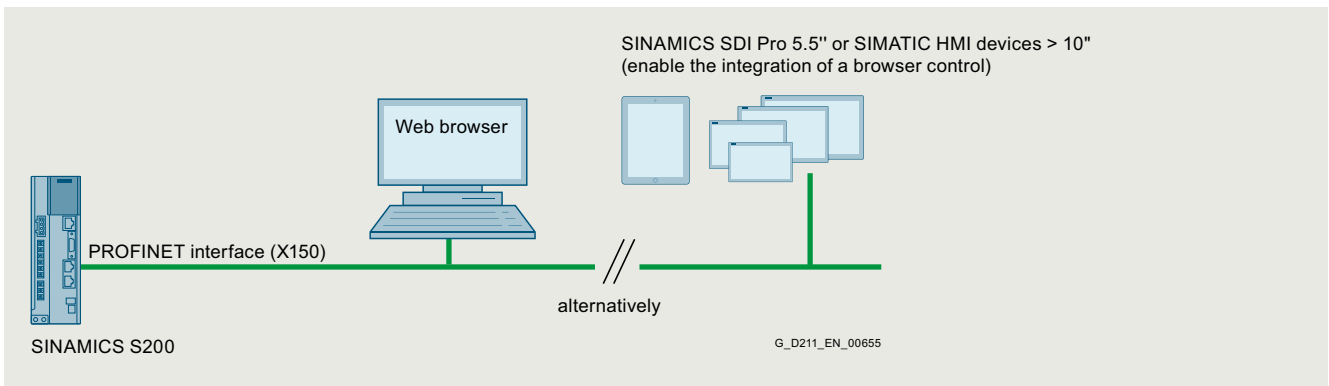 SINAMICS SDI Pro 5.5'' or SIMATIC HMI devices > 10"
(enable the integration of a browser control)
Web browser
PROFINET interface (X150)
alternatively
SINAMICS S200
G_D211_EN_00655